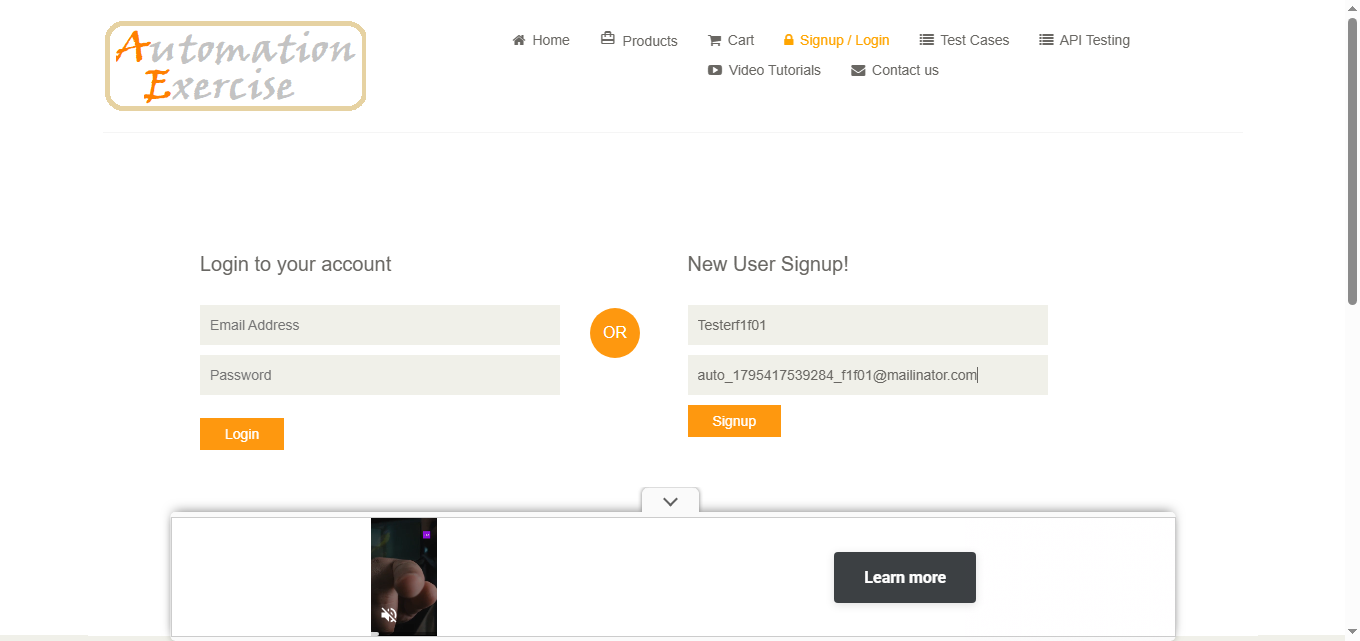 Automation
Exercise
Home
Products
Cart
Signup / Login
Test Cases
API Testing
Video Tutorials
Contact us
Login to your account
New User Signup!
Email Address
OR
Testerf1f01
Password
auto_1795417539284_f1f01@mailinator.com
Login
Signup
Learn more